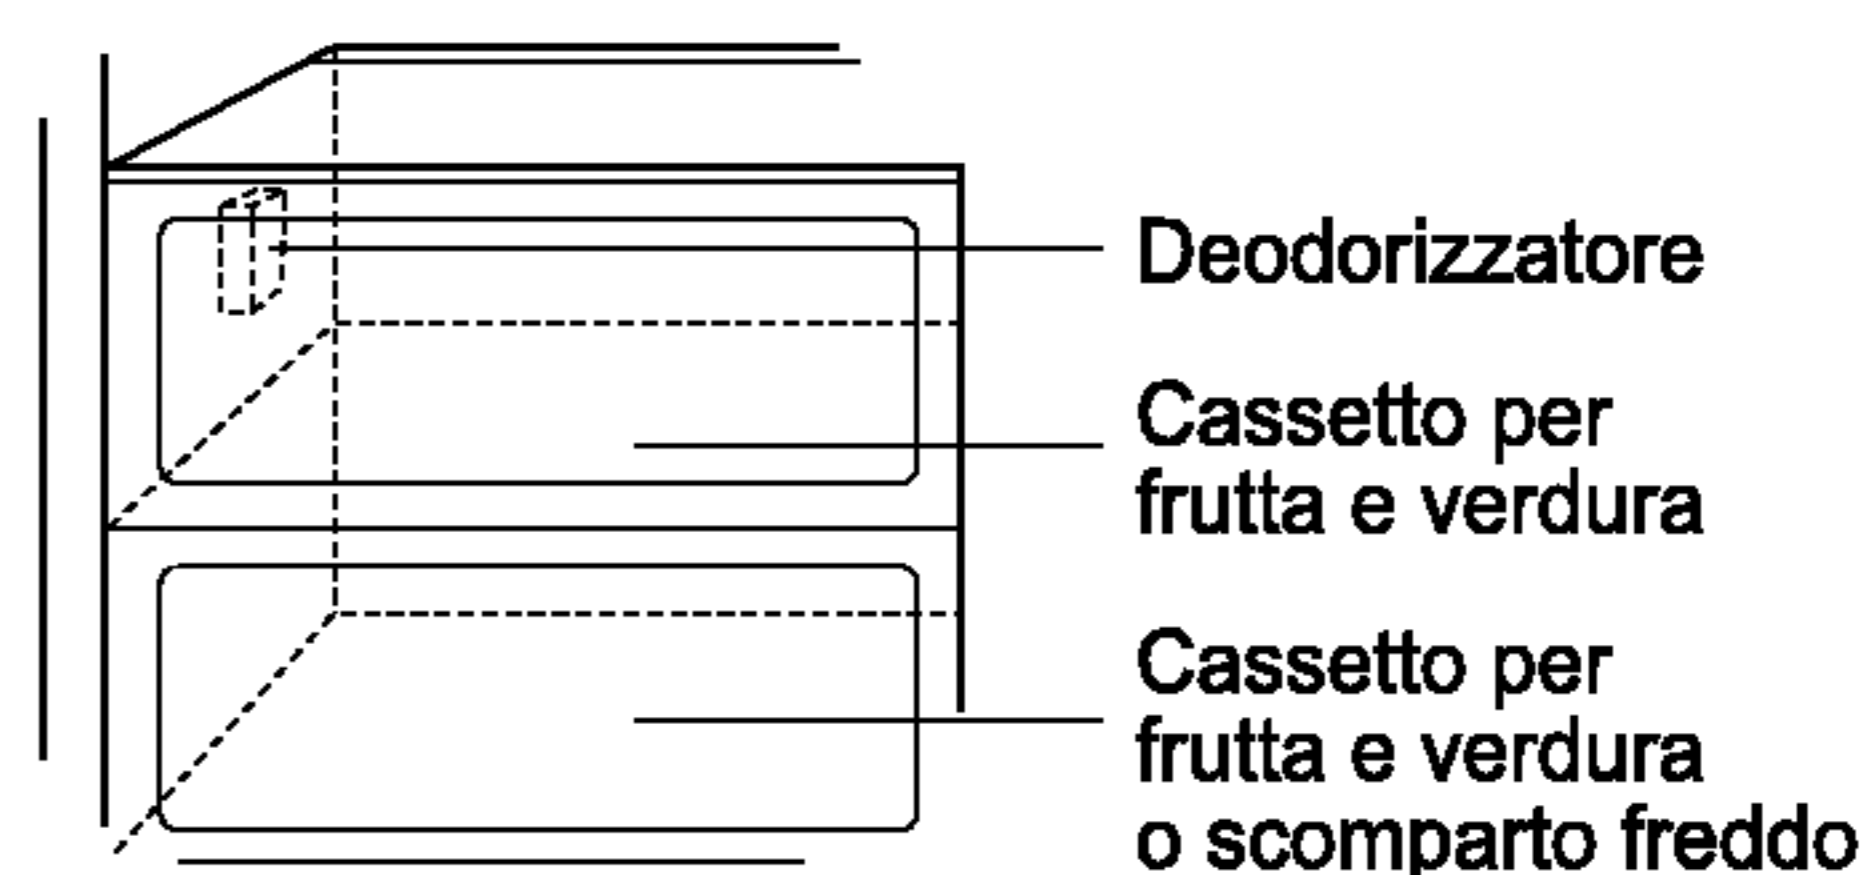 Deodorizzatore
Cassetto per
frutta e verdura
Cassetto per
frutta e verdura
o scomparto freddo